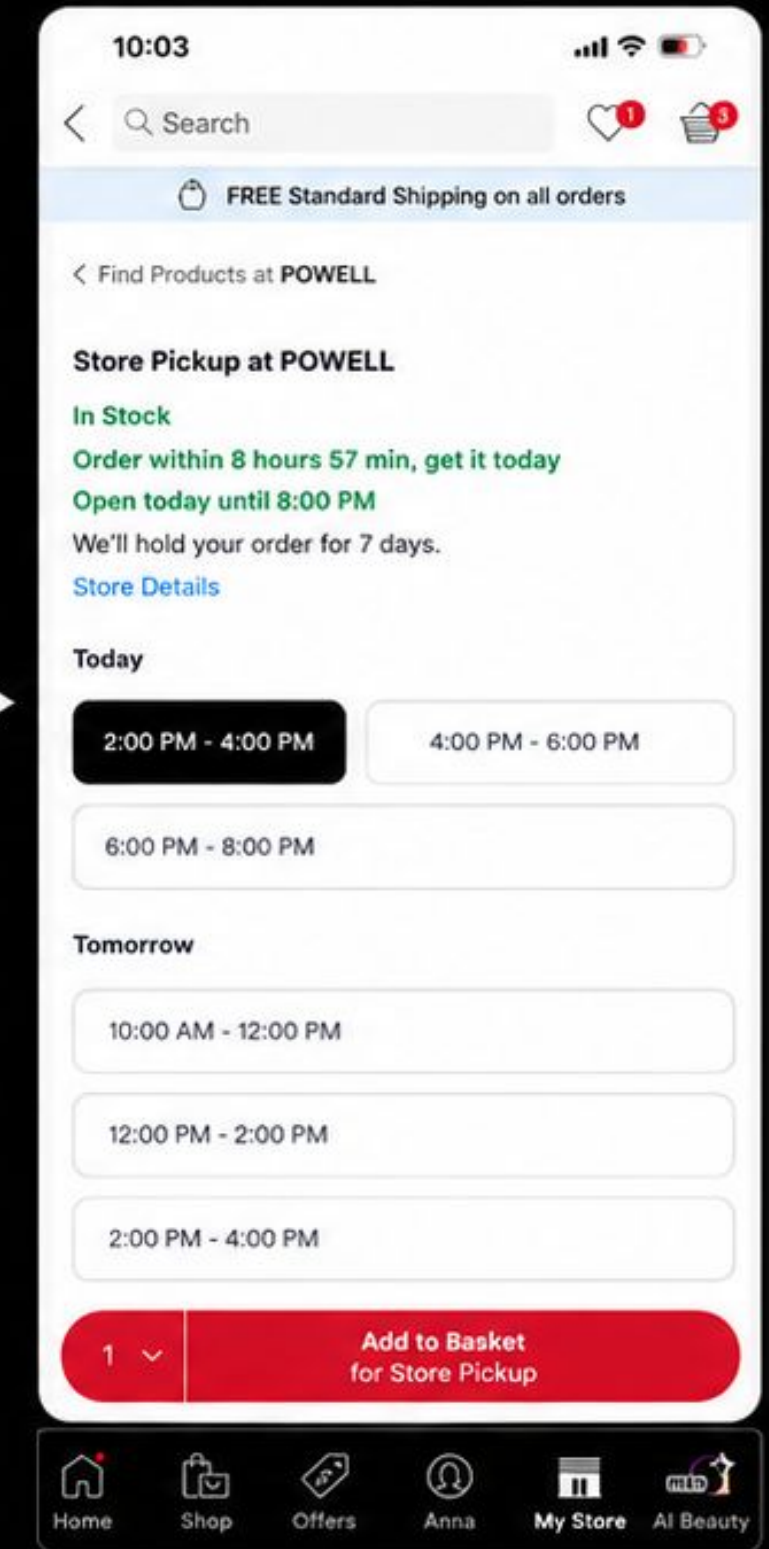 10:03
Search
1
3
FREE Standard Shipping on all orders
< Find Products at POWELL
Store Pickup at POWELL
In Stock
Order within 8 hours 57 min, get it today
Open today until 8:00 PM
We'll hold your order for 7 days.
Store Details
Today
2:00 PM - 4:00 PM
4:00 PM - 6:00 PM
6:00 PM - 8:00 PM
Tomorrow
10:00 AM - 12:00 PM
12:00 PM - 2:00 PM
2:00 PM - 4:00 PM
1
Add to Basket
for Store Pickup
Home
Shop
Offers
Anna
My Store
AI Beauty